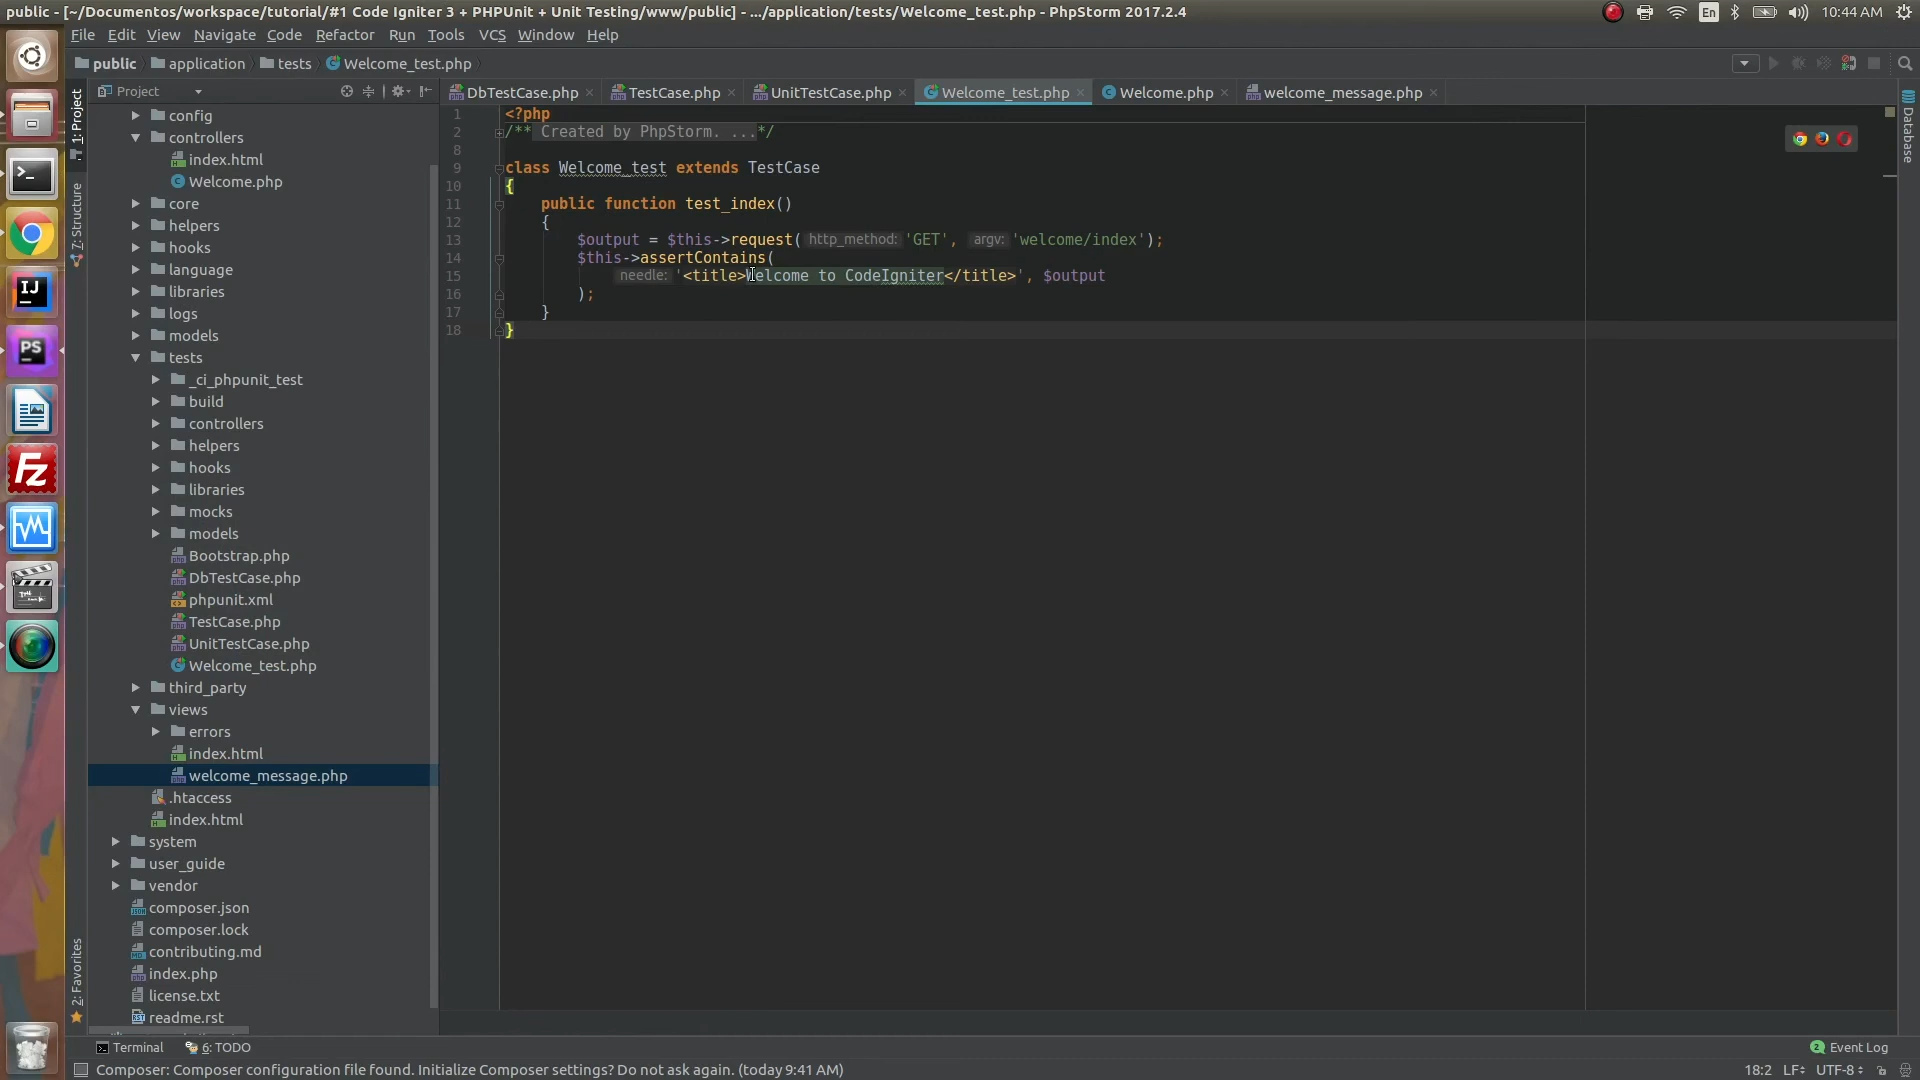 public - [~/Documentos/workspace/tutorial/#1 Code Igniter 3 + PHPUnit + Unit Testing/www/public] - .../application/tests/Welcome_test.php - PhpStorm 2017.2.4
En
10:44 AM
File Edit View Navigate Code Refactor Run Tools VCS Window Help
public application tests Welcome_test.php
Project
DbTestCase.php TestCase.php UnitTestCase.php Welcome_test.php Welcome.php welcome_message.php
1: Project
7: Structure
2: Favorites
Database
config
controllers
index.html
Welcome.php
core
helpers
hooks
language
libraries
logs
models
tests
_ci_phpunit_test
build
controllers
helpers
hooks
libraries
mocks
models
Bootstrap.php
DbTestCase.php
phpunit.xml
TestCase.php
UnitTestCase.php
Welcome_test.php
third_party
views
errors
index.html
welcome_message.php
.htaccess
index.html
system
user_guide
vendor
composer.json
composer.lock
contributing.md
index.php
license.txt
readme.rst
1 <?php
2 /** Created by PhpStorm. ...*/
8
9 class Welcome_test extends TestCase
10 {
11 public function test_index()
12 {
13 $output = $this->request( http_method: 'GET', argv: 'welcome/index');
14 $this->assertContains(
15 needle: '<title>Welcome to CodeIgniter</title>', $output
16 );
17 }
18 }
IJ
PS
Fz
Terminal 6: TODO
2 Event Log
Composer: Composer configuration file found. Initialize Composer settings? Do not ask again. (today 9:41 AM)
18:2 LF UTF-8